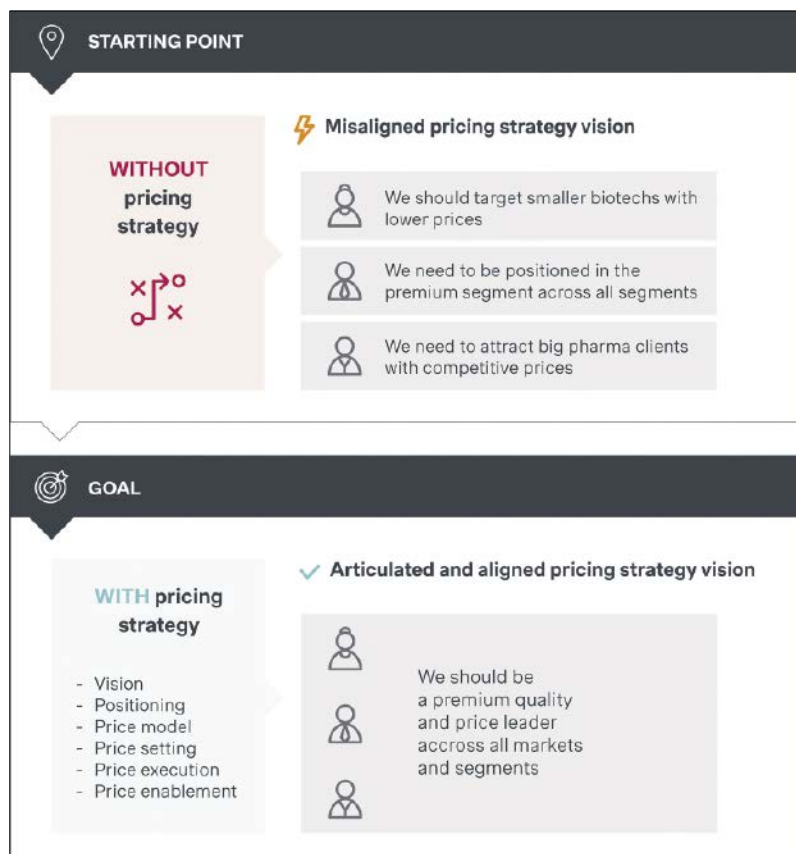 STARTING POINT
WITHOUT
pricing
strategy
Misaligned pricing strategy vision
We should target smaller biotechs with
lower prices
We need to be positioned in the
premium segment across all segments
We need to attract big pharma clients
with competitive prices
GOAL
WITH pricing
strategy
- Vision
- Positioning
- Price model
- Price setting
- Price execution
- Price enablement
Articulated and aligned pricing strategy vision
We should be
a premium quality
and price leader
accross all markets
and segments